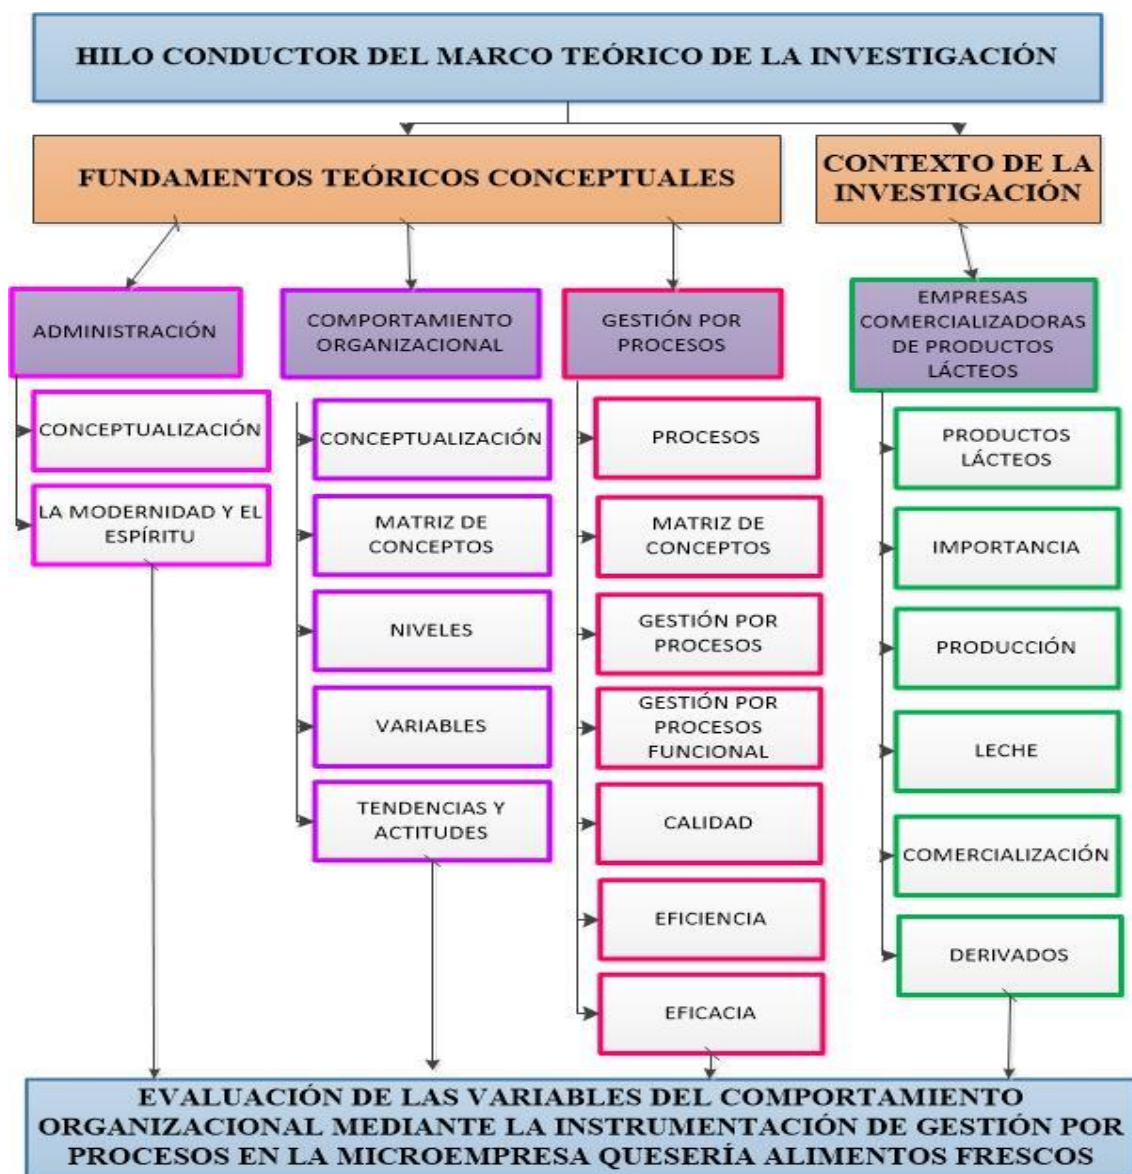 HILO CONDUCTOR DEL MARCO TEÓRICO DE LA INVESTIGACIÓN
FUNDAMENTOS TEÓRICOS CONCEPTUALES
CONTEXTO DE LA
INVESTIGACIÓN
ADMINISTRACIÓN
CONCEPTUALIZACIÓN
LA MODERNIDAD Y EL
ESPÍRITU
COMPORTAMIENTO
ORGANIZACIONAL
CONCEPTUALIZACIÓN
MATRIZ DE
CONCEPTOS
NIVELES
VARIABLES
TENDENCIAS Y
ACTITUDES
GESTIÓN POR
PROCESOS
PROCESOS
MATRIZ DE
CONCEPTOS
GESTIÓN POR
PROCESOS
GESTIÓN POR
PROCESOS
FUNCIONAL
CALIDAD
EFICIENCIA
EFICACIA
EMPRESAS
COMERCIALIZADORAS
DE PRODUCTOS
LÁCTEOS
PRODUCTOS
LÁCTEOS
IMPORTANCIA
PRODUCCIÓN
LECHE
COMERCIALIZACIÓN
DERIVADOS
EVALUACIÓN DE LAS VARIABLES DEL COMPORTAMIENTO
ORGANIZACIONAL MEDIANTE LA INSTRUMENTACIÓN DE GESTIÓN POR
PROCESOS EN LA MICROEMPRESA QUESERÍA ALIMENTOS FRESCOS